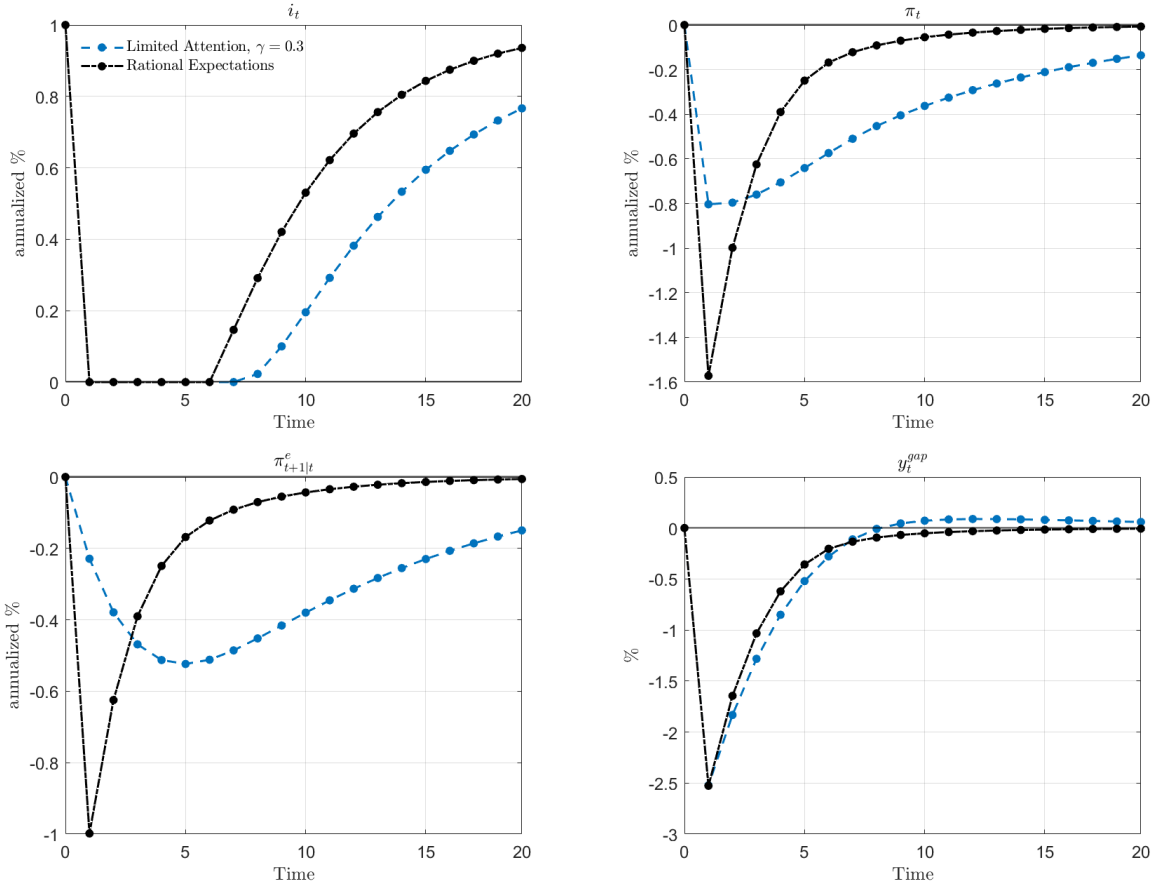 i_t
annualized %
1
0.8
0.6
0.4
0.2
0
Limited Attention, γ = 0.3
Rational Expectations
0 5 10 15 20
Time
π_t
annualized %
0
-0.2
-0.4
-0.6
-0.8
-1
-1.2
-1.4
-1.6
0 5 10 15 20
Time
π^e_{t+1|t}
annualized %
0
-0.2
-0.4
-0.6
-0.8
-1
0 5 10 15 20
Time
y_t^{gap}
%
0.5
0
-0.5
-1
-1.5
-2
-2.5
-3
0 5 10 15 20
Time